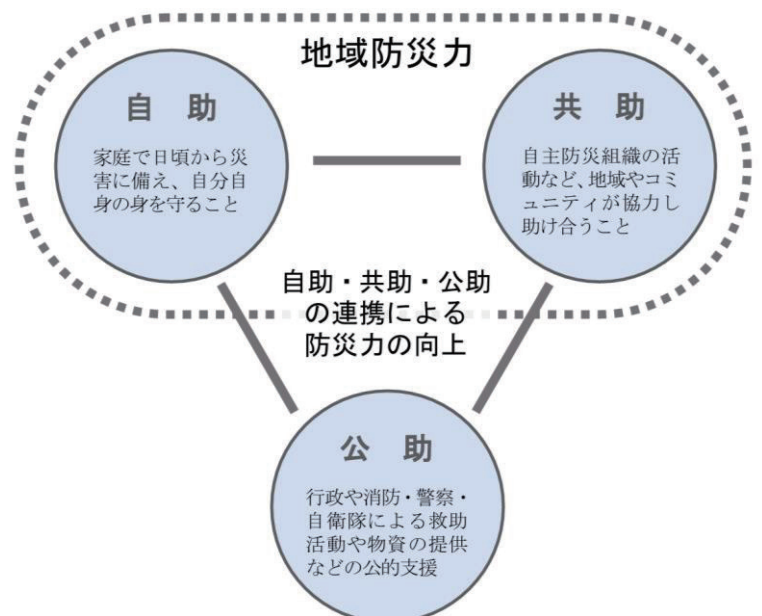 地域防災力
自　助
家庭で日頃から災
害に備え、自分自
身の身を守ること
共　助
自主防災組織の活
動など、地域やコミ
ュニティが協力し
助け合うこと
自助・共助・公助
の連携による
防災力の向上
公　助
行政や消防・警察・
自衛隊による救助
活動や物資の提供
などの公的支援